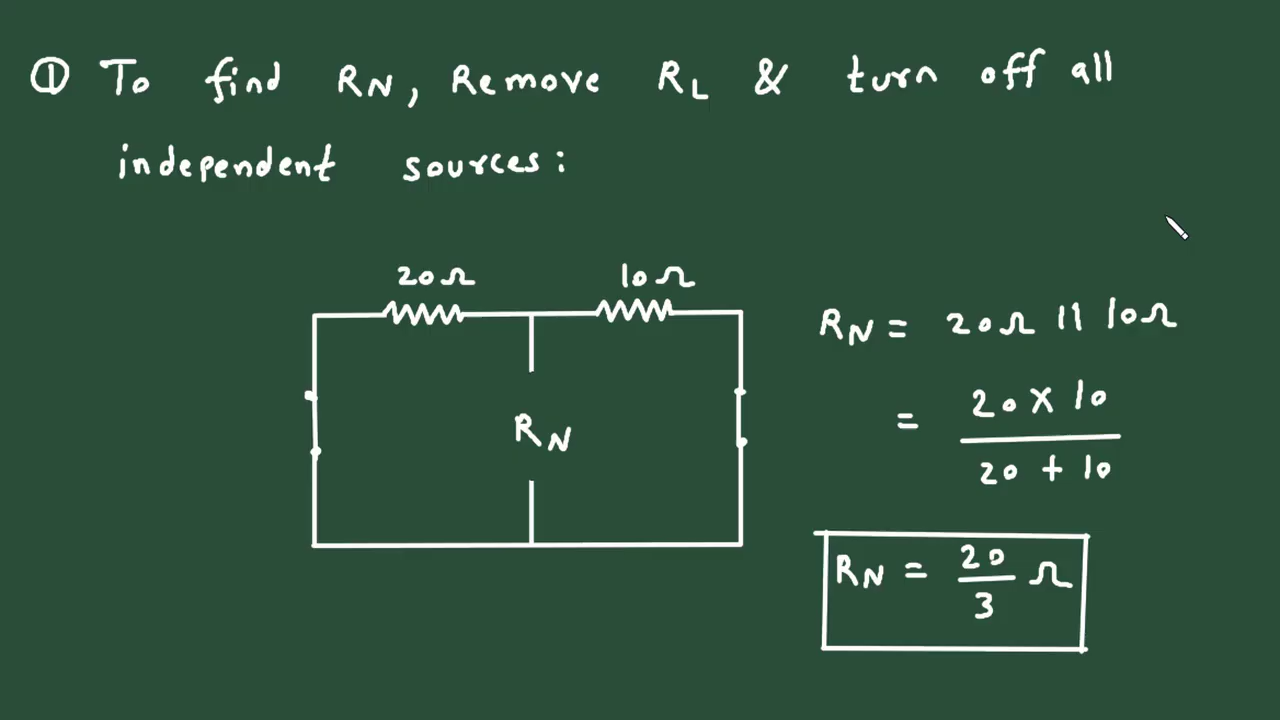 ① To find RN, Remove RL & turn off all
independent sources:
20Ω 10Ω
RN
RN = 20Ω || 10Ω
= 20 x 10
20 + 10
RN = 20
3 Ω